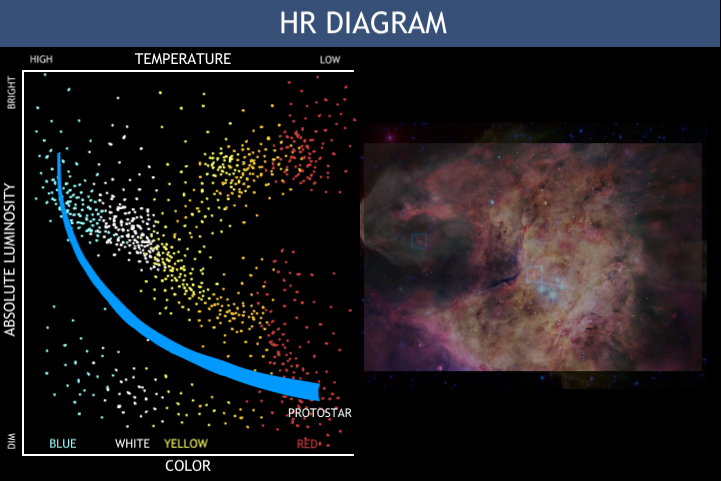 HR DIAGRAM
HIGH TEMPERATURE LOW
BRIGHT
ABSOLUTE LUMINOSITY
DIM
PROTOSTAR
BLUE WHITE YELLOW RED
COLOR